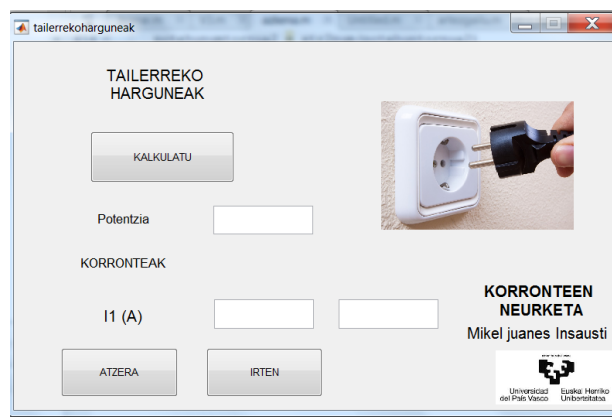 tailerrekoharguneak
TAILERREKO
HARGUNEAK
KALKULATU
Potentzia
KORRONTEAK
I1 (A)
ATZERA
IRTEN
KORRONTEEN
NEURKETA
Mikel juanes Insausti
Universidad
del País Vasco
Euskal Herriko
Unibertsitatea